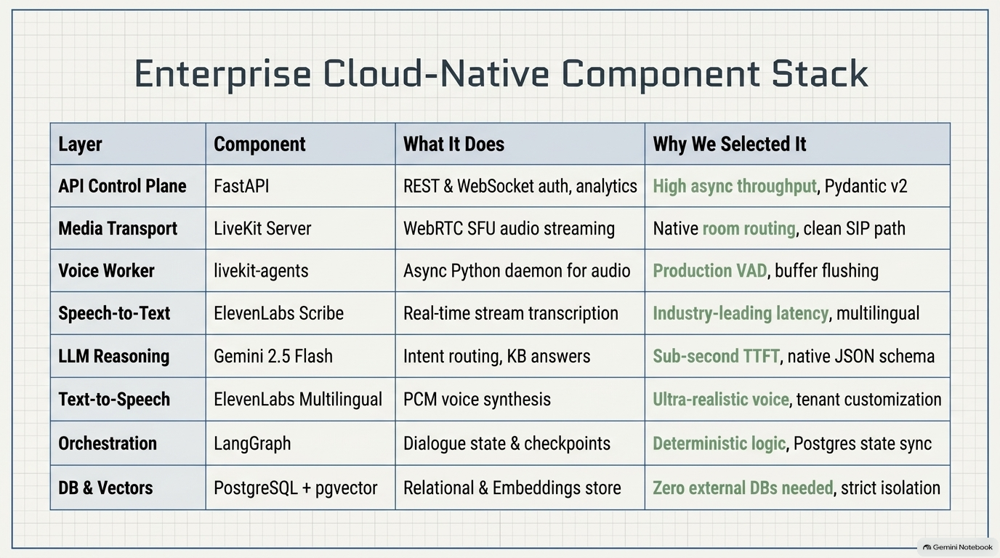 Enterprise Cloud-Native Component Stack
Layer Component What It Does Why We Selected It
API Control Plane FastAPI REST & WebSocket auth, analytics High async throughput, Pydantic v2
Media Transport LiveKit Server WebRTC SFU audio streaming Native room routing, clean SIP path
Voice Worker livekit-agents Async Python daemon for audio Production VAD, buffer flushing
Speech-to-Text ElevenLabs Scribe Real-time stream transcription Industry-leading latency, multilingual
LLM Reasoning Gemini 2.5 Flash Intent routing, KB answers Sub-second TTFT, native JSON schema
Text-to-Speech ElevenLabs Multilingual PCM voice synthesis Ultra-realistic voice, tenant customization
Orchestration LangGraph Dialogue state & checkpoints Deterministic logic, Postgres state sync
DB & Vectors PostgreSQL + pgvector Relational & Embeddings store Zero external DBs needed, strict isolation
Gemini Notebook